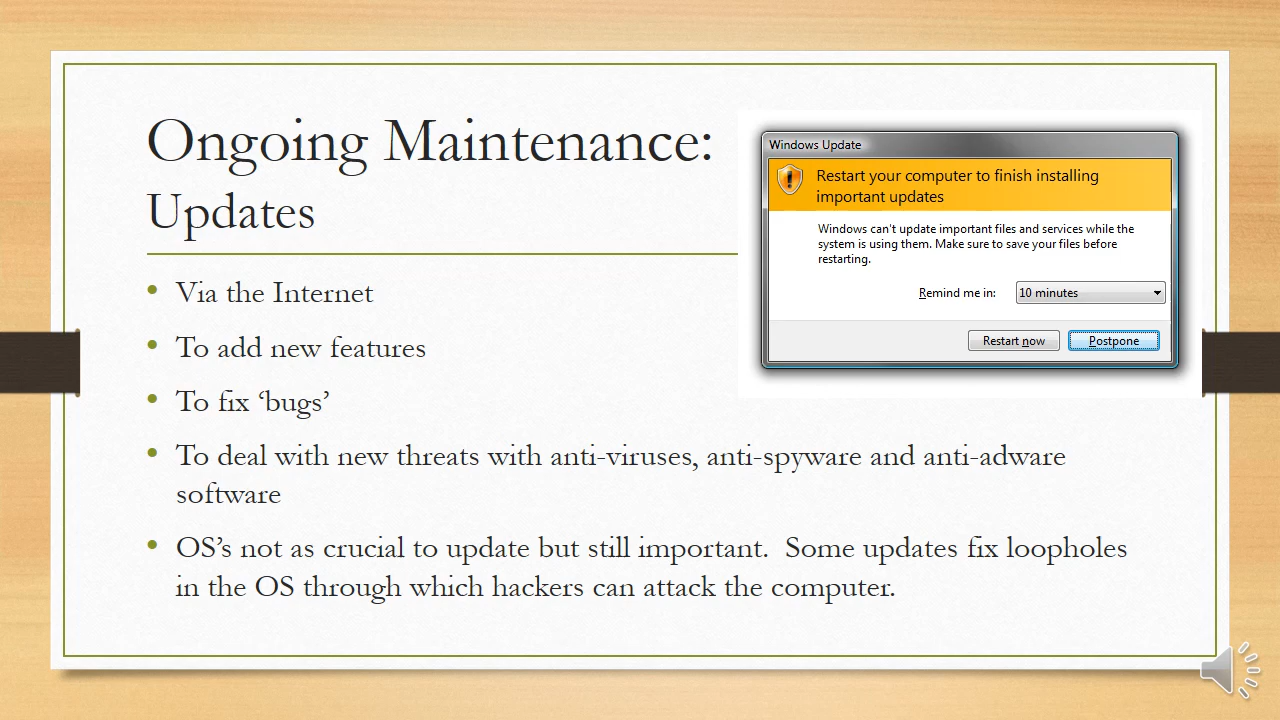 Ongoing Maintenance:
Updates
• Via the Internet
• To add new features
• To fix ‘bugs’
• To deal with new threats with anti-viruses, anti-spyware and anti-adware
software
• OS’s not as crucial to update but still important.  Some updates fix loopholes
in the OS through which hackers can attack the computer.
Windows Update
Restart your computer to finish installing
important updates
Windows can't update important files and services while the
system is using them. Make sure to save your files before
restarting.
Remind me in: 10 minutes
Restart now Postpone